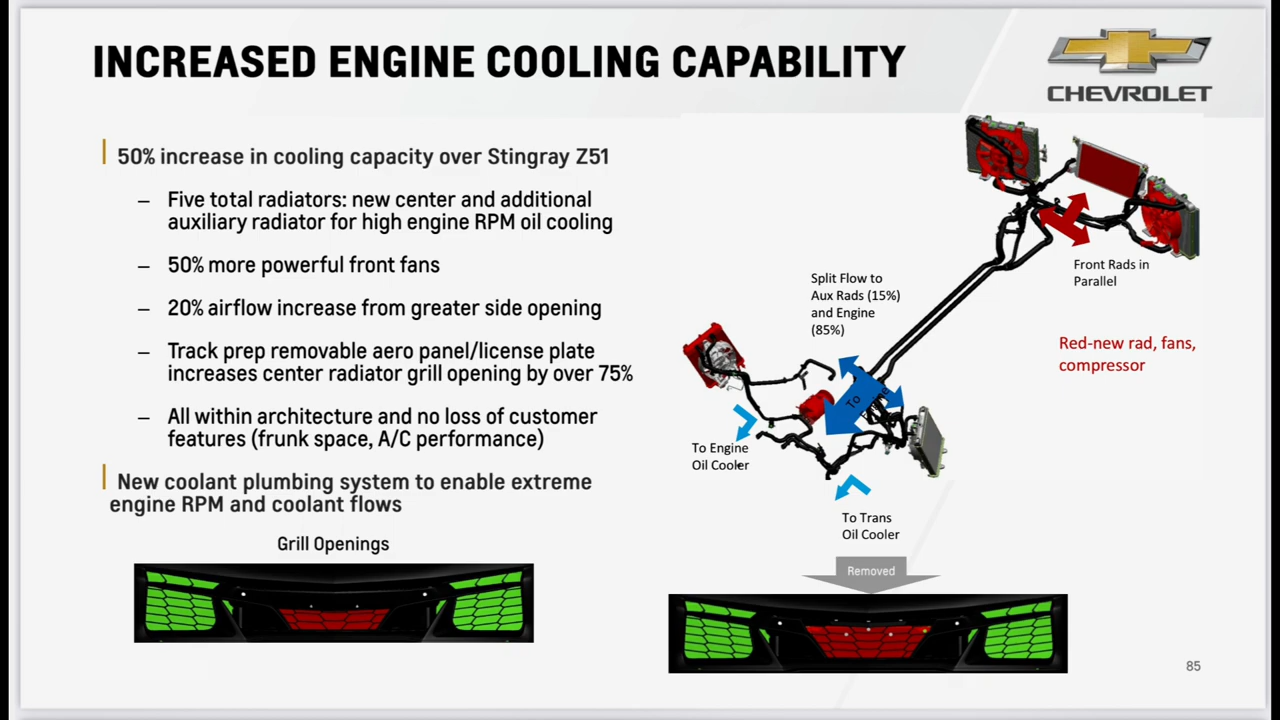 INCREASED ENGINE COOLING CAPABILITY
CHEVROLET
50% increase in cooling capacity over Stingray Z51
– Five total radiators: new center and additional
auxiliary radiator for high engine RPM oil cooling
– 50% more powerful front fans
– 20% airflow increase from greater side opening
– Track prep removable aero panel/license plate
increases center radiator grill opening by over 75%
– All within architecture and no loss of customer
features (frunk space, A/C performance)
New coolant plumbing system to enable extreme
engine RPM and coolant flows
Grill Openings
Front Rads in
Parallel
Split Flow to
Aux Rads (15%)
and Engine
(85%)
Red-new rad, fans,
compressor
To
To Engine
Oil Cooler
To Trans
Oil Cooler
Removed
85